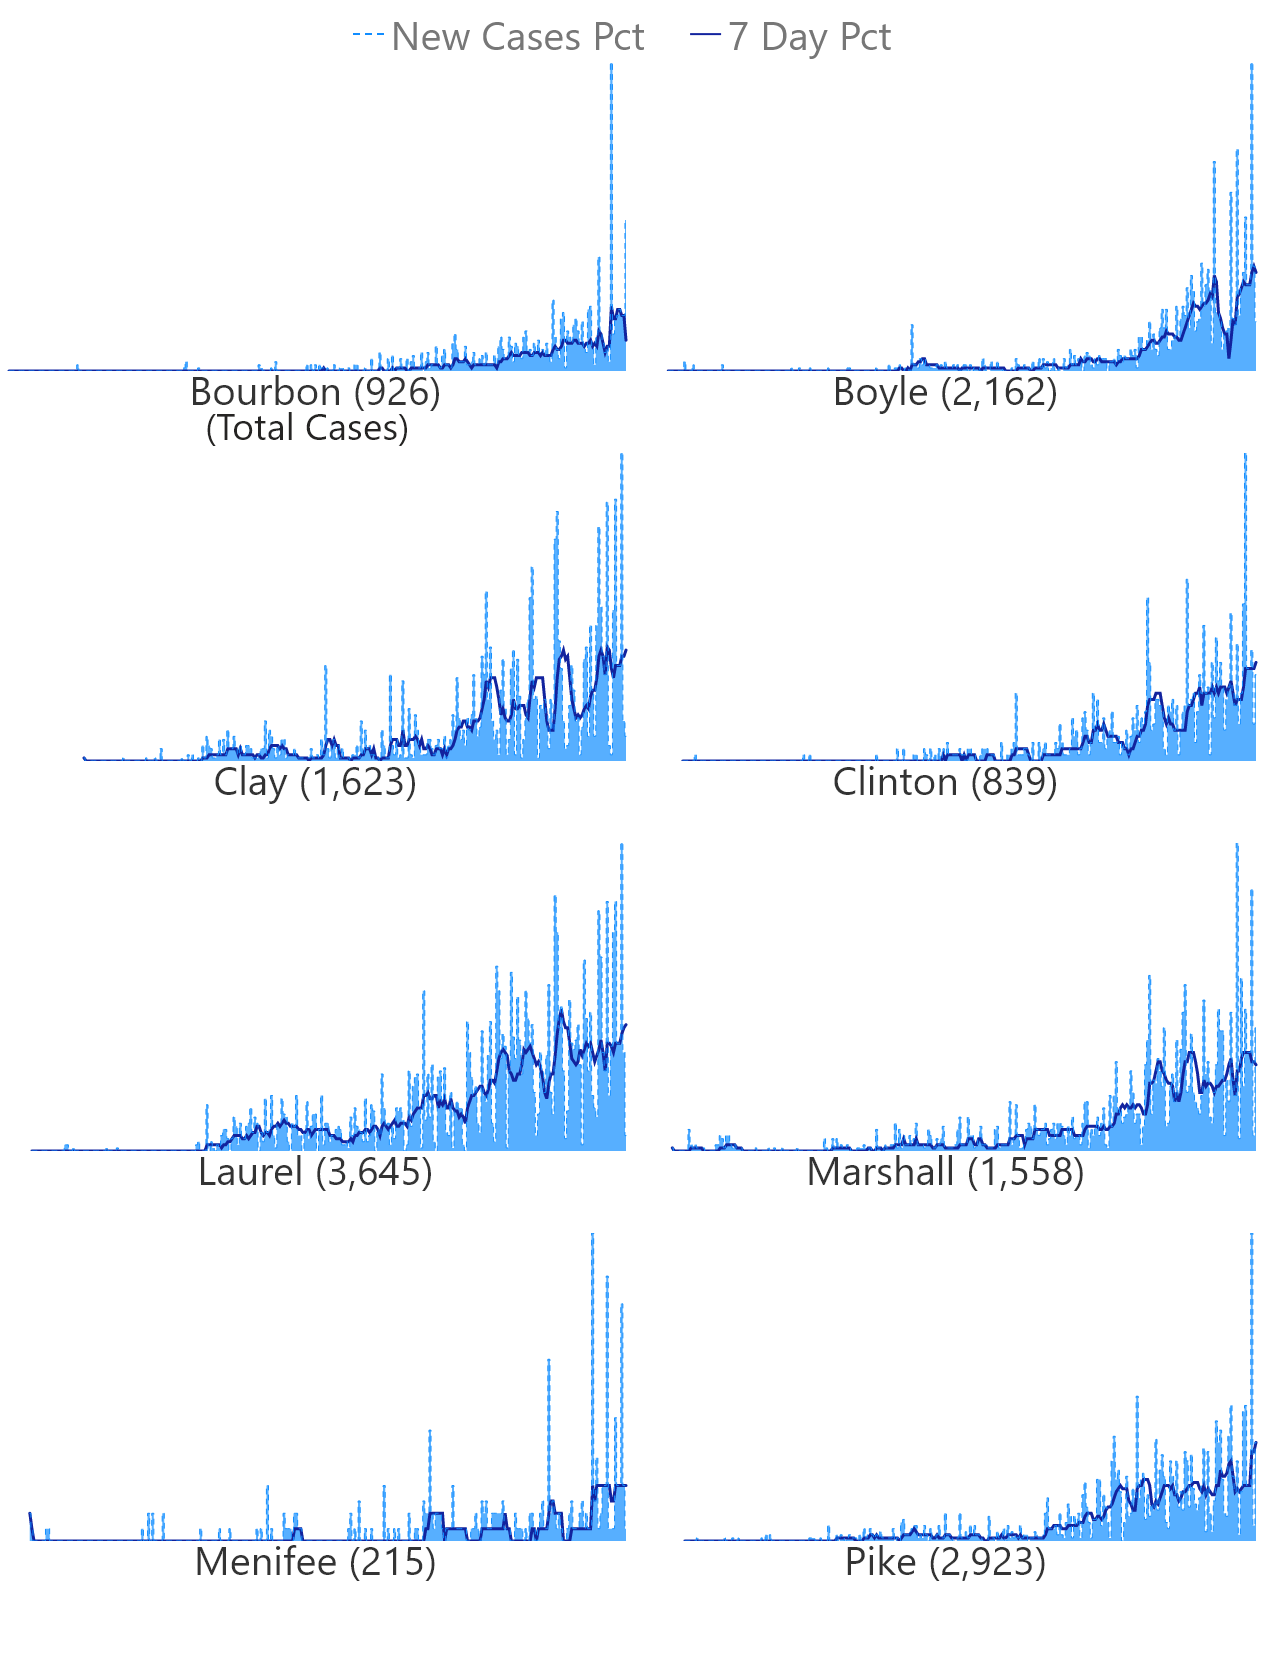 New Cases Pct 7 Day Pct
Bourbon (926) Boyle (2,162)
(Total Cases)
Clay (1,623) Clinton (839)
Laurel (3,645) Marshall (1,558)
Menifee (215) Pike (2,923)